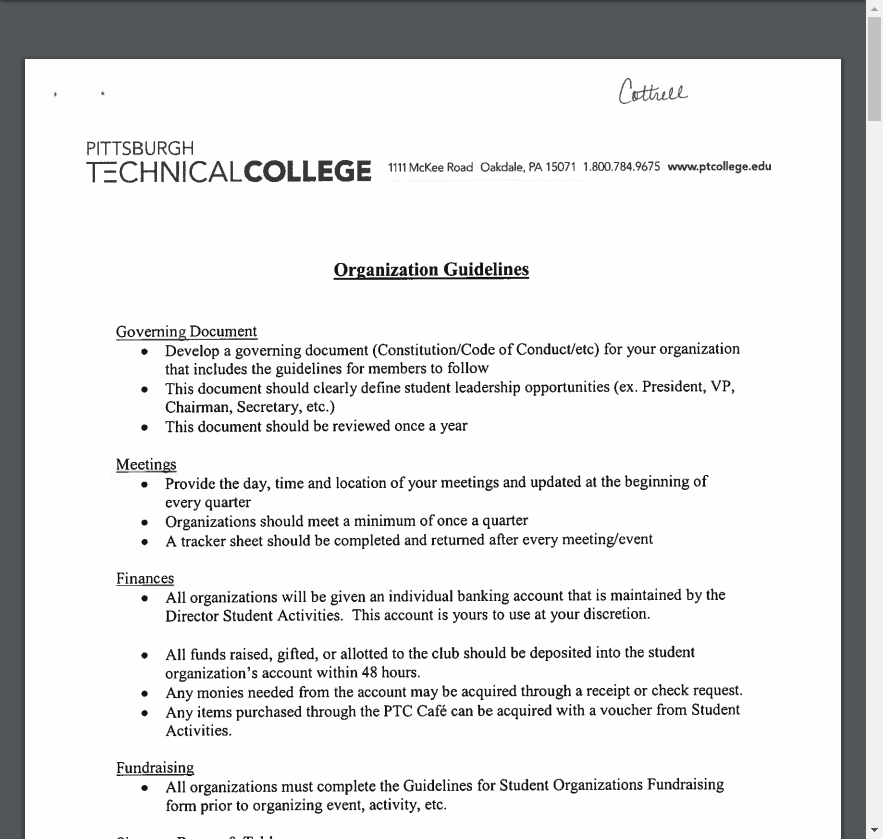 Cottrell
PITTSBURGH
TECHNICALCOLLEGE 1111 McKee Road Oakdale, PA 15071 1.800.784.9675 www.ptcollege.edu
Organization Guidelines
Governing Document
• Develop a governing document (Constitution/Code of Conduct/etc) for your organization
that includes the guidelines for members to follow
• This document should clearly define student leadership opportunities (ex. President, VP,
Chairman, Secretary, etc.)
• This document should be reviewed once a year
Meetings
• Provide the day, time and location of your meetings and updated at the beginning of
every quarter
• Organizations should meet a minimum of once a quarter
• A tracker sheet should be completed and returned after every meeting/event
Finances
• All organizations will be given an individual banking account that is maintained by the
Director Student Activities. This account is yours to use at your discretion.
• All funds raised, gifted, or allotted to the club should be deposited into the student
organization's account within 48 hours.
• Any monies needed from the account may be acquired through a receipt or check request.
• Any items purchased through the PTC Café can be acquired with a voucher from Student
Activities.
Fundraising
• All organizations must complete the Guidelines for Student Organizations Fundraising
form prior to organizing event, activity, etc.